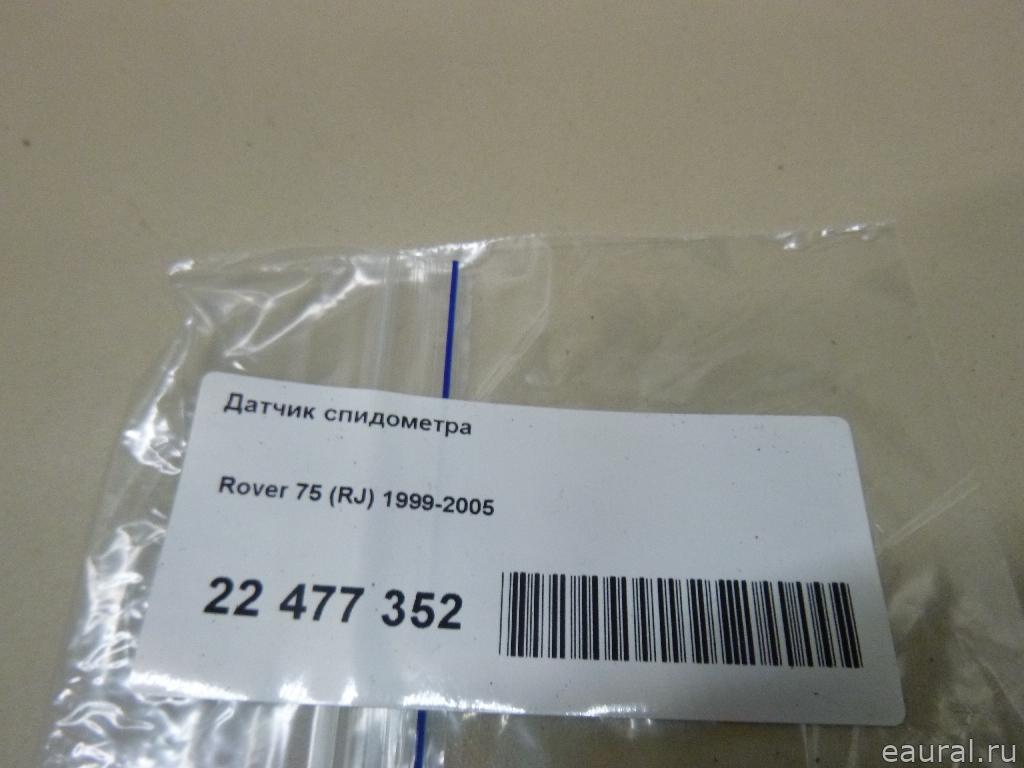 Датчик спидометра
Rover 75 (RJ) 1999-2005
22 477 352
eaural.ru